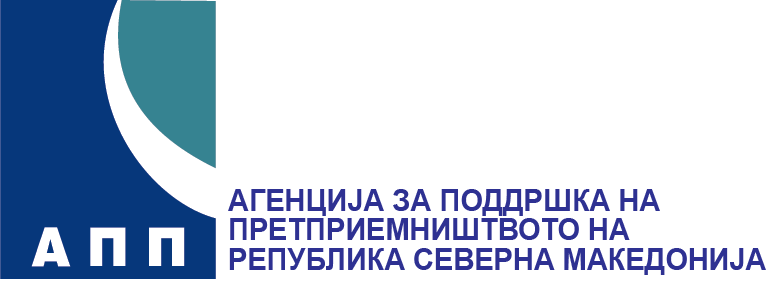 АПП
АГЕНЦИЈА ЗА ПОДДРШКА НА
ПРЕТПРИЕМНИШТВОТО НА
РЕПУБЛИКА СЕВЕРНА МАКЕДОНИЈА